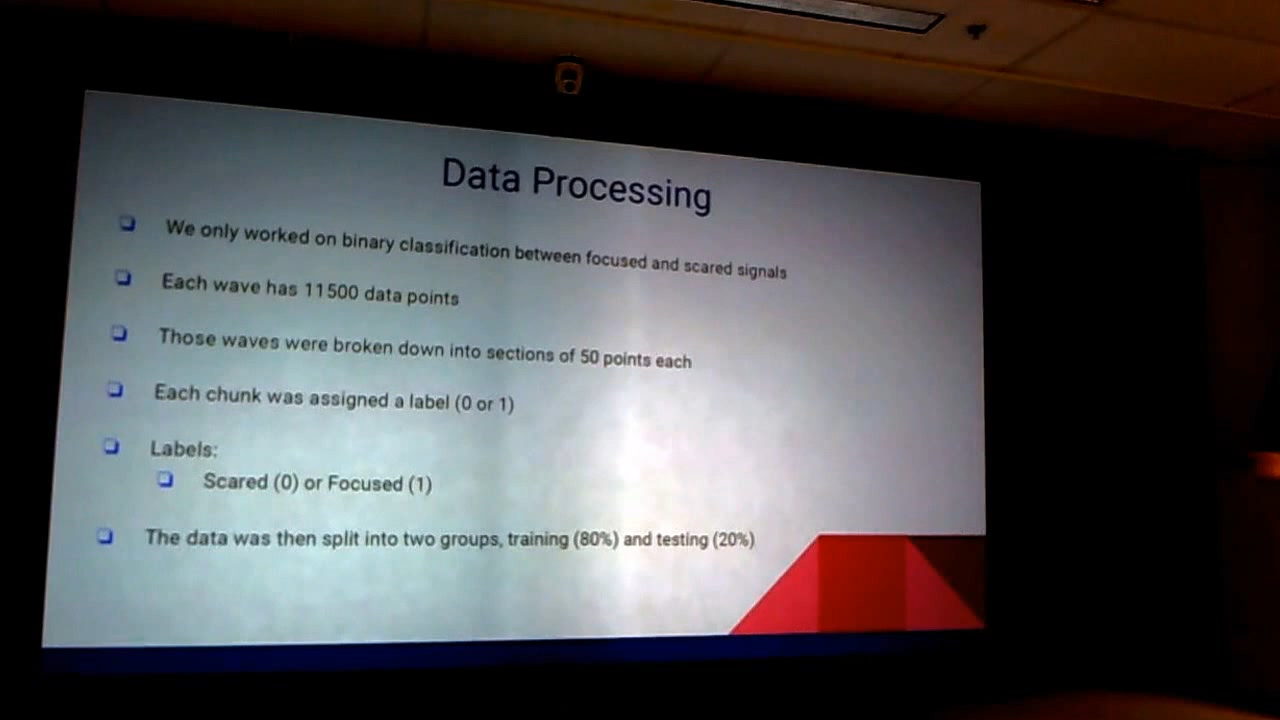 Data Processing
We only worked on binary classification between focused and scared signals
Each wave has 11500 data points
Those waves were broken down into sections of 50 points each
Each chunk was assigned a label (0 or 1)
Labels:
Scared (0) or Focused (1)
The data was then split into two groups, training (80%) and testing (20%)